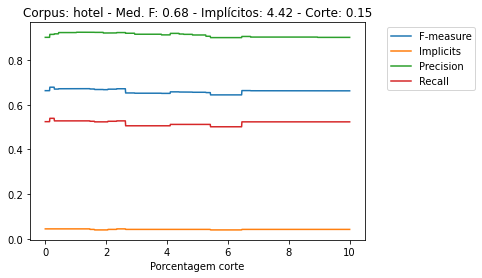 Corpus: hotel - Med. F: 0.68 - Implícitos: 4.42 - Corte: 0.15
F-measure
Implicits
Precision
Recall
0.8
0.6
0.4
0.2
0.0
0 2 4 6 8 10
Porcentagem corte